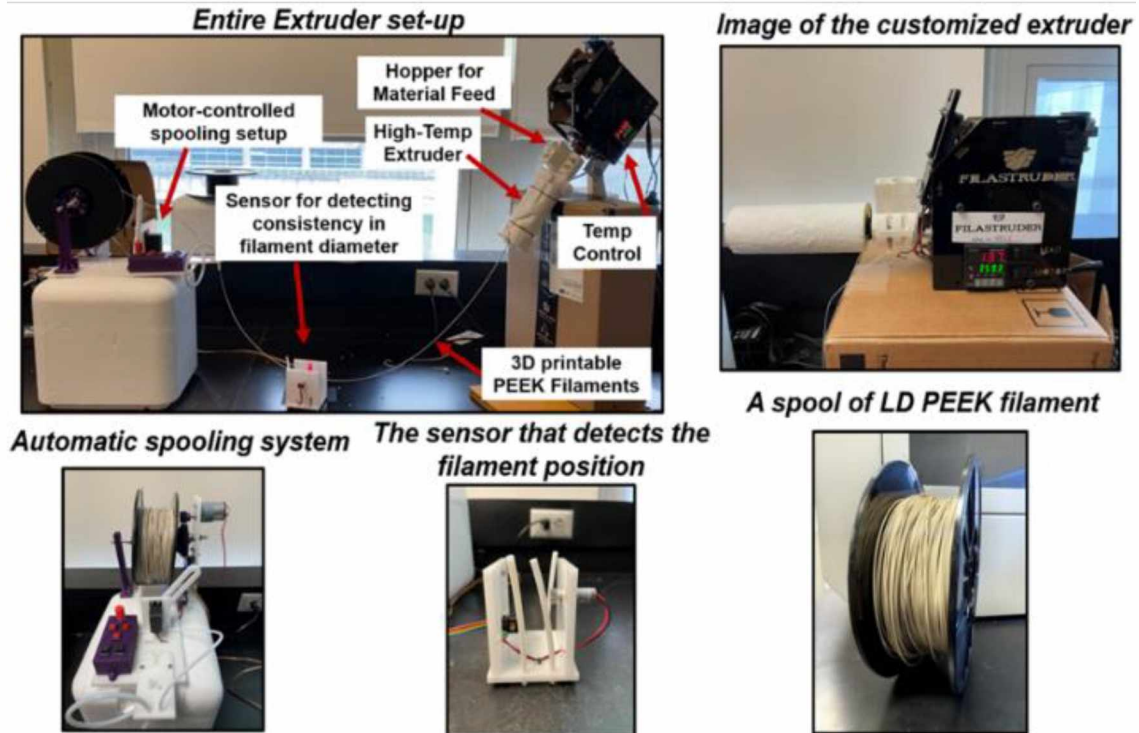 Entire Extruder set-up
Image of the customized extruder
Hopper for
Material Feed
Motor-controlled
spooling setup
High-Temp
Extruder
Sensor for detecting
consistency in
filament diameter
Temp
Control
3D printable
PEEK Filaments
FILASTRUDER
FILASTRUDER
A spool of LD PEEK filament
Automatic spooling system
The sensor that detects the
filament position